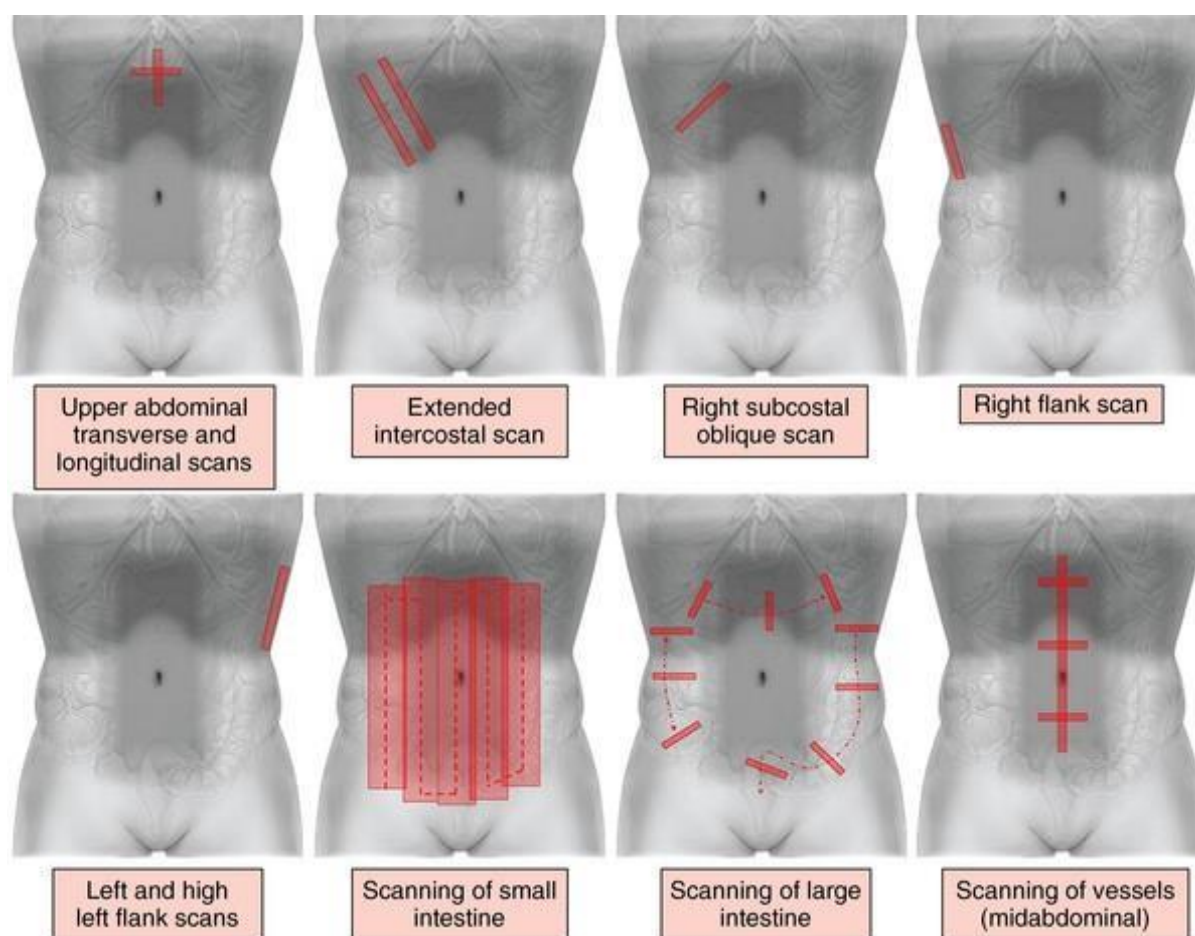 Upper abdominal
transverse and
longitudinal scans
Extended
intercostal scan
Right subcostal
oblique scan
Right flank scan
Left and high
left flank scans
Scanning of small
intestine
Scanning of large
intestine
Scanning of vessels
(midabdominal)